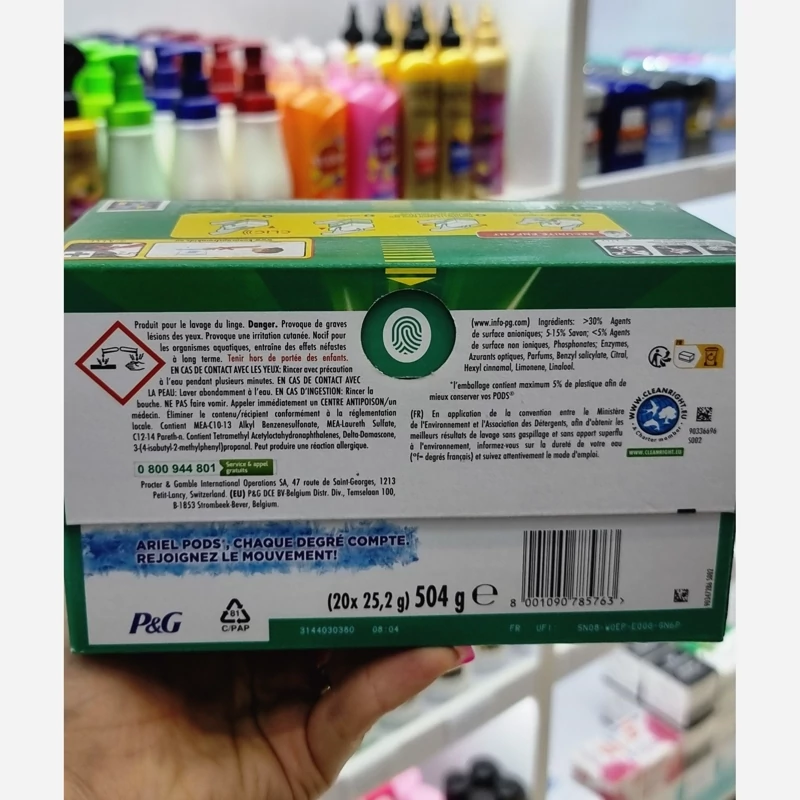 CLIC))
Produit pour le lavage du linge. Danger. Provoque de graves
lésions des yeux. Provoque une irritation cutanée. Nocif pour
les organismes aquatiques, entraîne des effets néfastes
à long terme. Tenir hors de portée des enfants.
EN CAS DE CONTACT AVEC LES YEUX: Rincer avec précaution
à l'eau pendant plusieurs minutes. EN CAS DE CONTACT AVEC
LA PEAU: Laver abondamment à l'eau. EN CAS D'INGESTION: Rincer la
bouche. NE PAS faire vomir. Appeler immédiatement un CENTRE ANTIPOISON/un
médecin. Éliminer le contenu/récipient conformément à la réglementation
locale. Contient MEA-C10-13 Alkyl Benzenesulfonate, MEA-Laureth Sulfate,
C12-14 Pareth-n. Contient Tetramethyl Acetyloctahydronaphthalenes, Delta-Damascone,
3-(4-isobutyl-2-methylphenyl)propanal. Peut produire une réaction allergique.
0 800 944 801 Service & appel gratuits
Procter & Gamble International Operations SA, 47 route de Saint-Georges, 1213
Petit-Lancy, Switzerland. (EU) P&G DCE BV-Belgium Distr. Div., Temselaan 100,
B-1853 Strombeek-Bever, Belgium.
(www.info-pg.com) Ingrédients: >30% Agents
de surface anioniques; 5-15% Savon; <5% Agents
de surface non ioniques, Phosphonates; Enzymes,
Azurants optiques, Parfums, Benzyl salicylate, Citral,
Hexyl cinnamal, Limonene, Linalool.
*l'emballage contient maximum 5% de plastique afin de
mieux conserver vos PODS®
(FR) En application de la convention entre le Ministère
de l'Environnement et l'Association des Détergents, afin d'obtenir les
meilleurs résultats de lavage sans gaspillage et sans apport superflu
à l'environnement, informez-vous sur la dureté de votre eau
(°f= degrés français) et suivez attentivement le mode d'emploi.
FR
WWW.CLEANRIGHT.EU
A Charter member
WWW.CLEANRIGHT.EU
90336696
S002
ARIEL PODS®, CHAQUE DEGRÉ COMPTE.
REJOIGNEZ LE MOUVEMENT!
P&G
81
C/PAP
(20x 25,2 g) 504 g e
8 001090 785763 >
3144030380 08:04
FR UFI